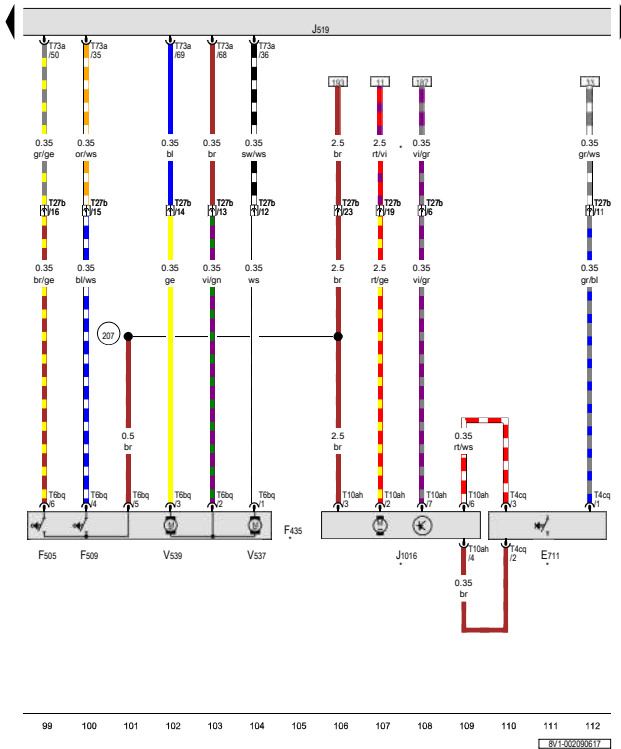 J519
T73a /50
T73a /35
T73a /69
T73a /68
T73a /36
193
11
187
33
0.35 gr/ge
0.35 or/ws
0.35 bl
0.35 br
0.35 sw/ws
2.5 br
2.5 rt/vi
*
0.35 vi/gr
0.35 gr/ws
T27b /16
T27b /15
T27b /14
T27b /13
T27b /12
T27b /23
T27b /19
T27b /6
T27b /11
0.35 br/ge
0.35 bl/ws
0.35 ge
0.35 vi/gn
0.35 ws
2.5 br
2.5 rt/ge
0.35 vi/gr
0.35 gr/bl
207
0.5 br
2.5 br
0.35 rt/ws
T6bq /6
T6bq /4
T6bq /5
T6bq /3
T6bq /2
T6bq /1
T10ah /3
T10ah /2
T10ah /7
T10ah /6
T4cq /3
T4cq /1
M
M
M
F435
*
F505
F509
V539
V537
J1016
*
T10ah /4
T4cq /2
E711
*
0.35 br
99 100 101 102 103 104 105 106 107 108 109 110 111 112
8V1-002090617